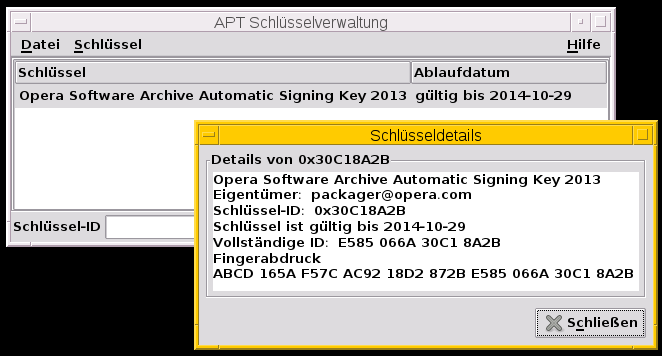 APT Schlüsselverwaltung
Datei Schlüssel Hilfe
Schlüssel Ablaufdatum
Opera Software Archive Automatic Signing Key 2013 gültig bis 2014-10-29
Schlüssel-ID
Schlüsseldetails
Details von 0x30C18A2B
Opera Software Archive Automatic Signing Key 2013
Eigentümer: packager@opera.com
Schlüssel-ID: 0x30C18A2B
Schlüssel ist gültig bis 2014-10-29
Vollständige ID: E585 066A 30C1 8A2B
Fingerabdruck
ABCD 165A F57C AC92 18D2 872B E585 066A 30C1 8A2B
Schließen